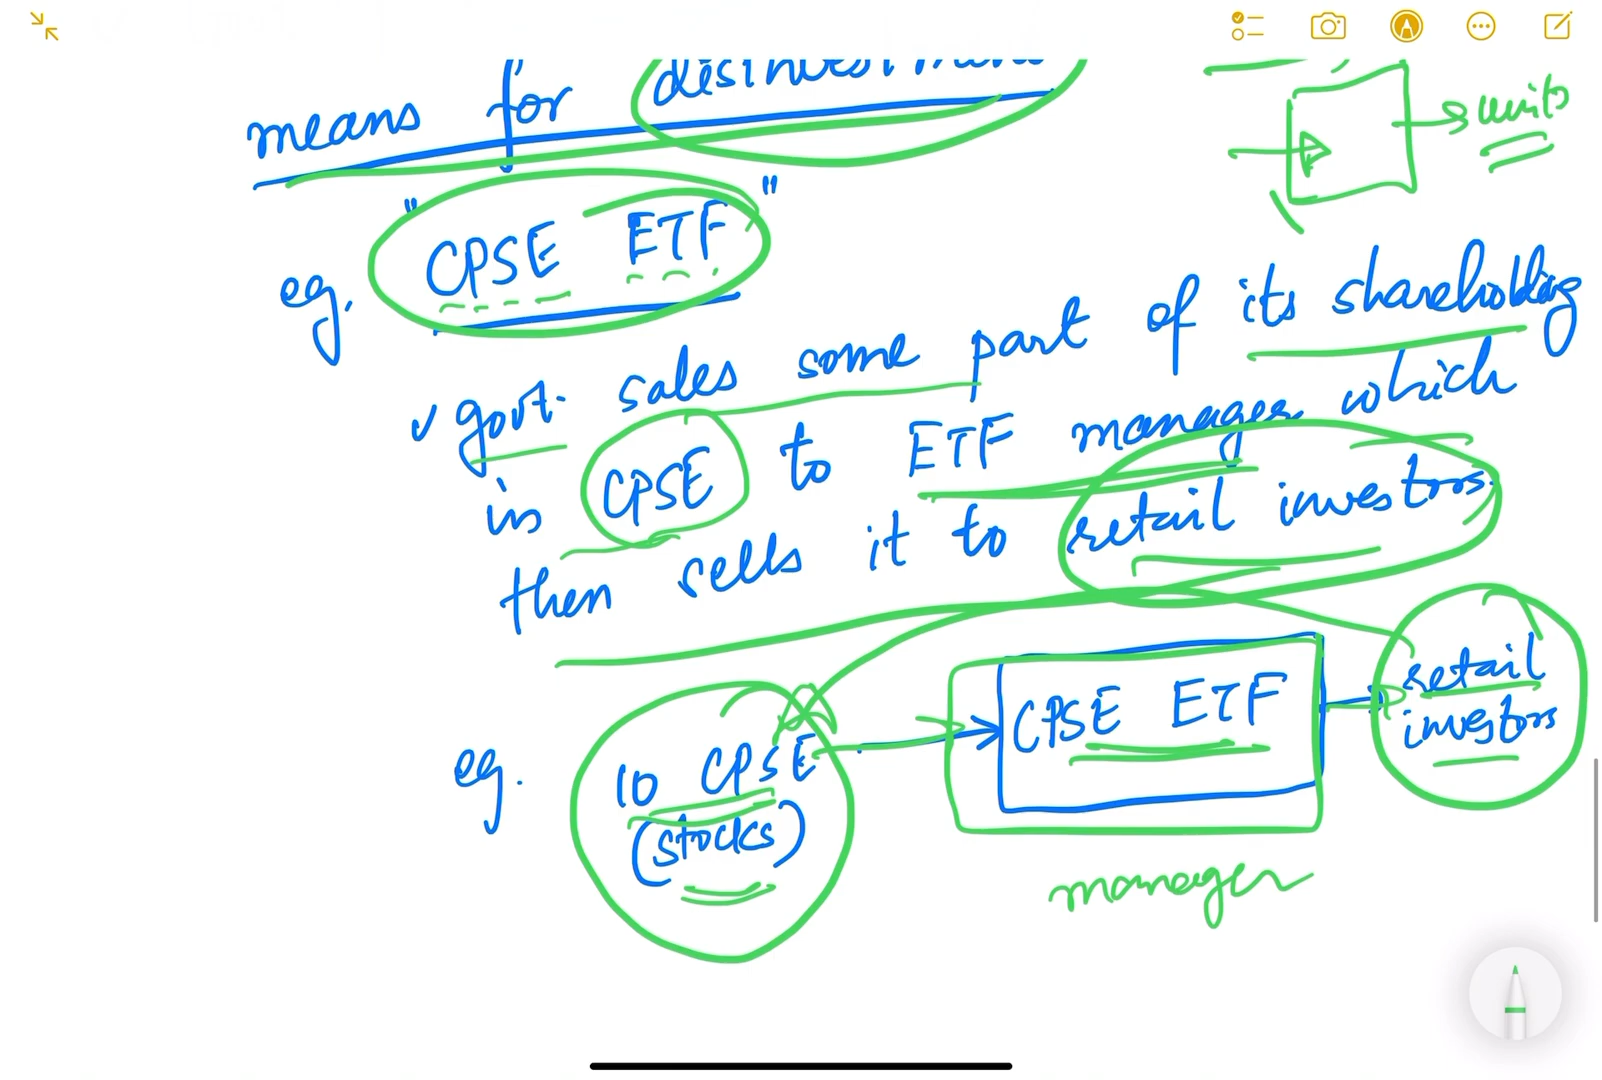 means for disinvestment
units
eg. "CPSE ETF"
✓ govt. sales some part of its shareholding
in CPSE to ETF manager which
then sells it to retail investors.
eg. 10 CPSE
(stocks)
CPSE ETF
retail
investors
manager